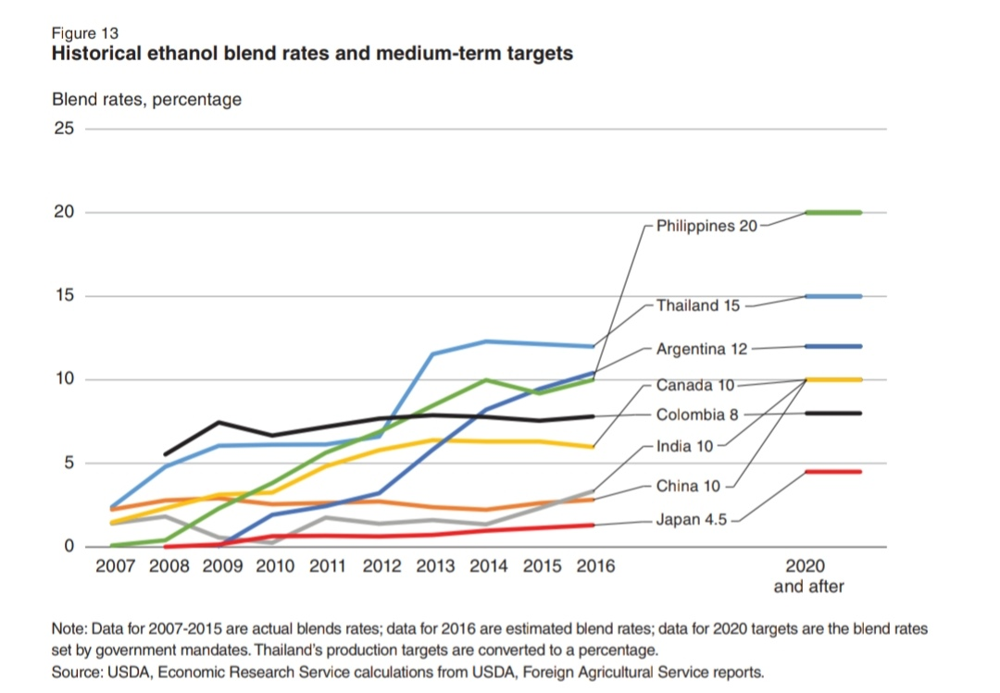 Figure 13
Historical ethanol blend rates and medium-term targets
Blend rates, percentage
25
20
15
10
5
0
Philippines 20
Thailand 15
Argentina 12
Canada 10
Colombia 8
India 10
China 10
Japan 4.5
2007 2008 2009 2010 2011 2012 2013 2014 2015 2016 2020
and after
Note: Data for 2007-2015 are actual blends rates; data for 2016 are estimated blend rates; data for 2020 targets are the blend rates
set by government mandates. Thailand's production targets are converted to a percentage.
Source: USDA, Economic Research Service calculations from USDA, Foreign Agricultural Service reports.